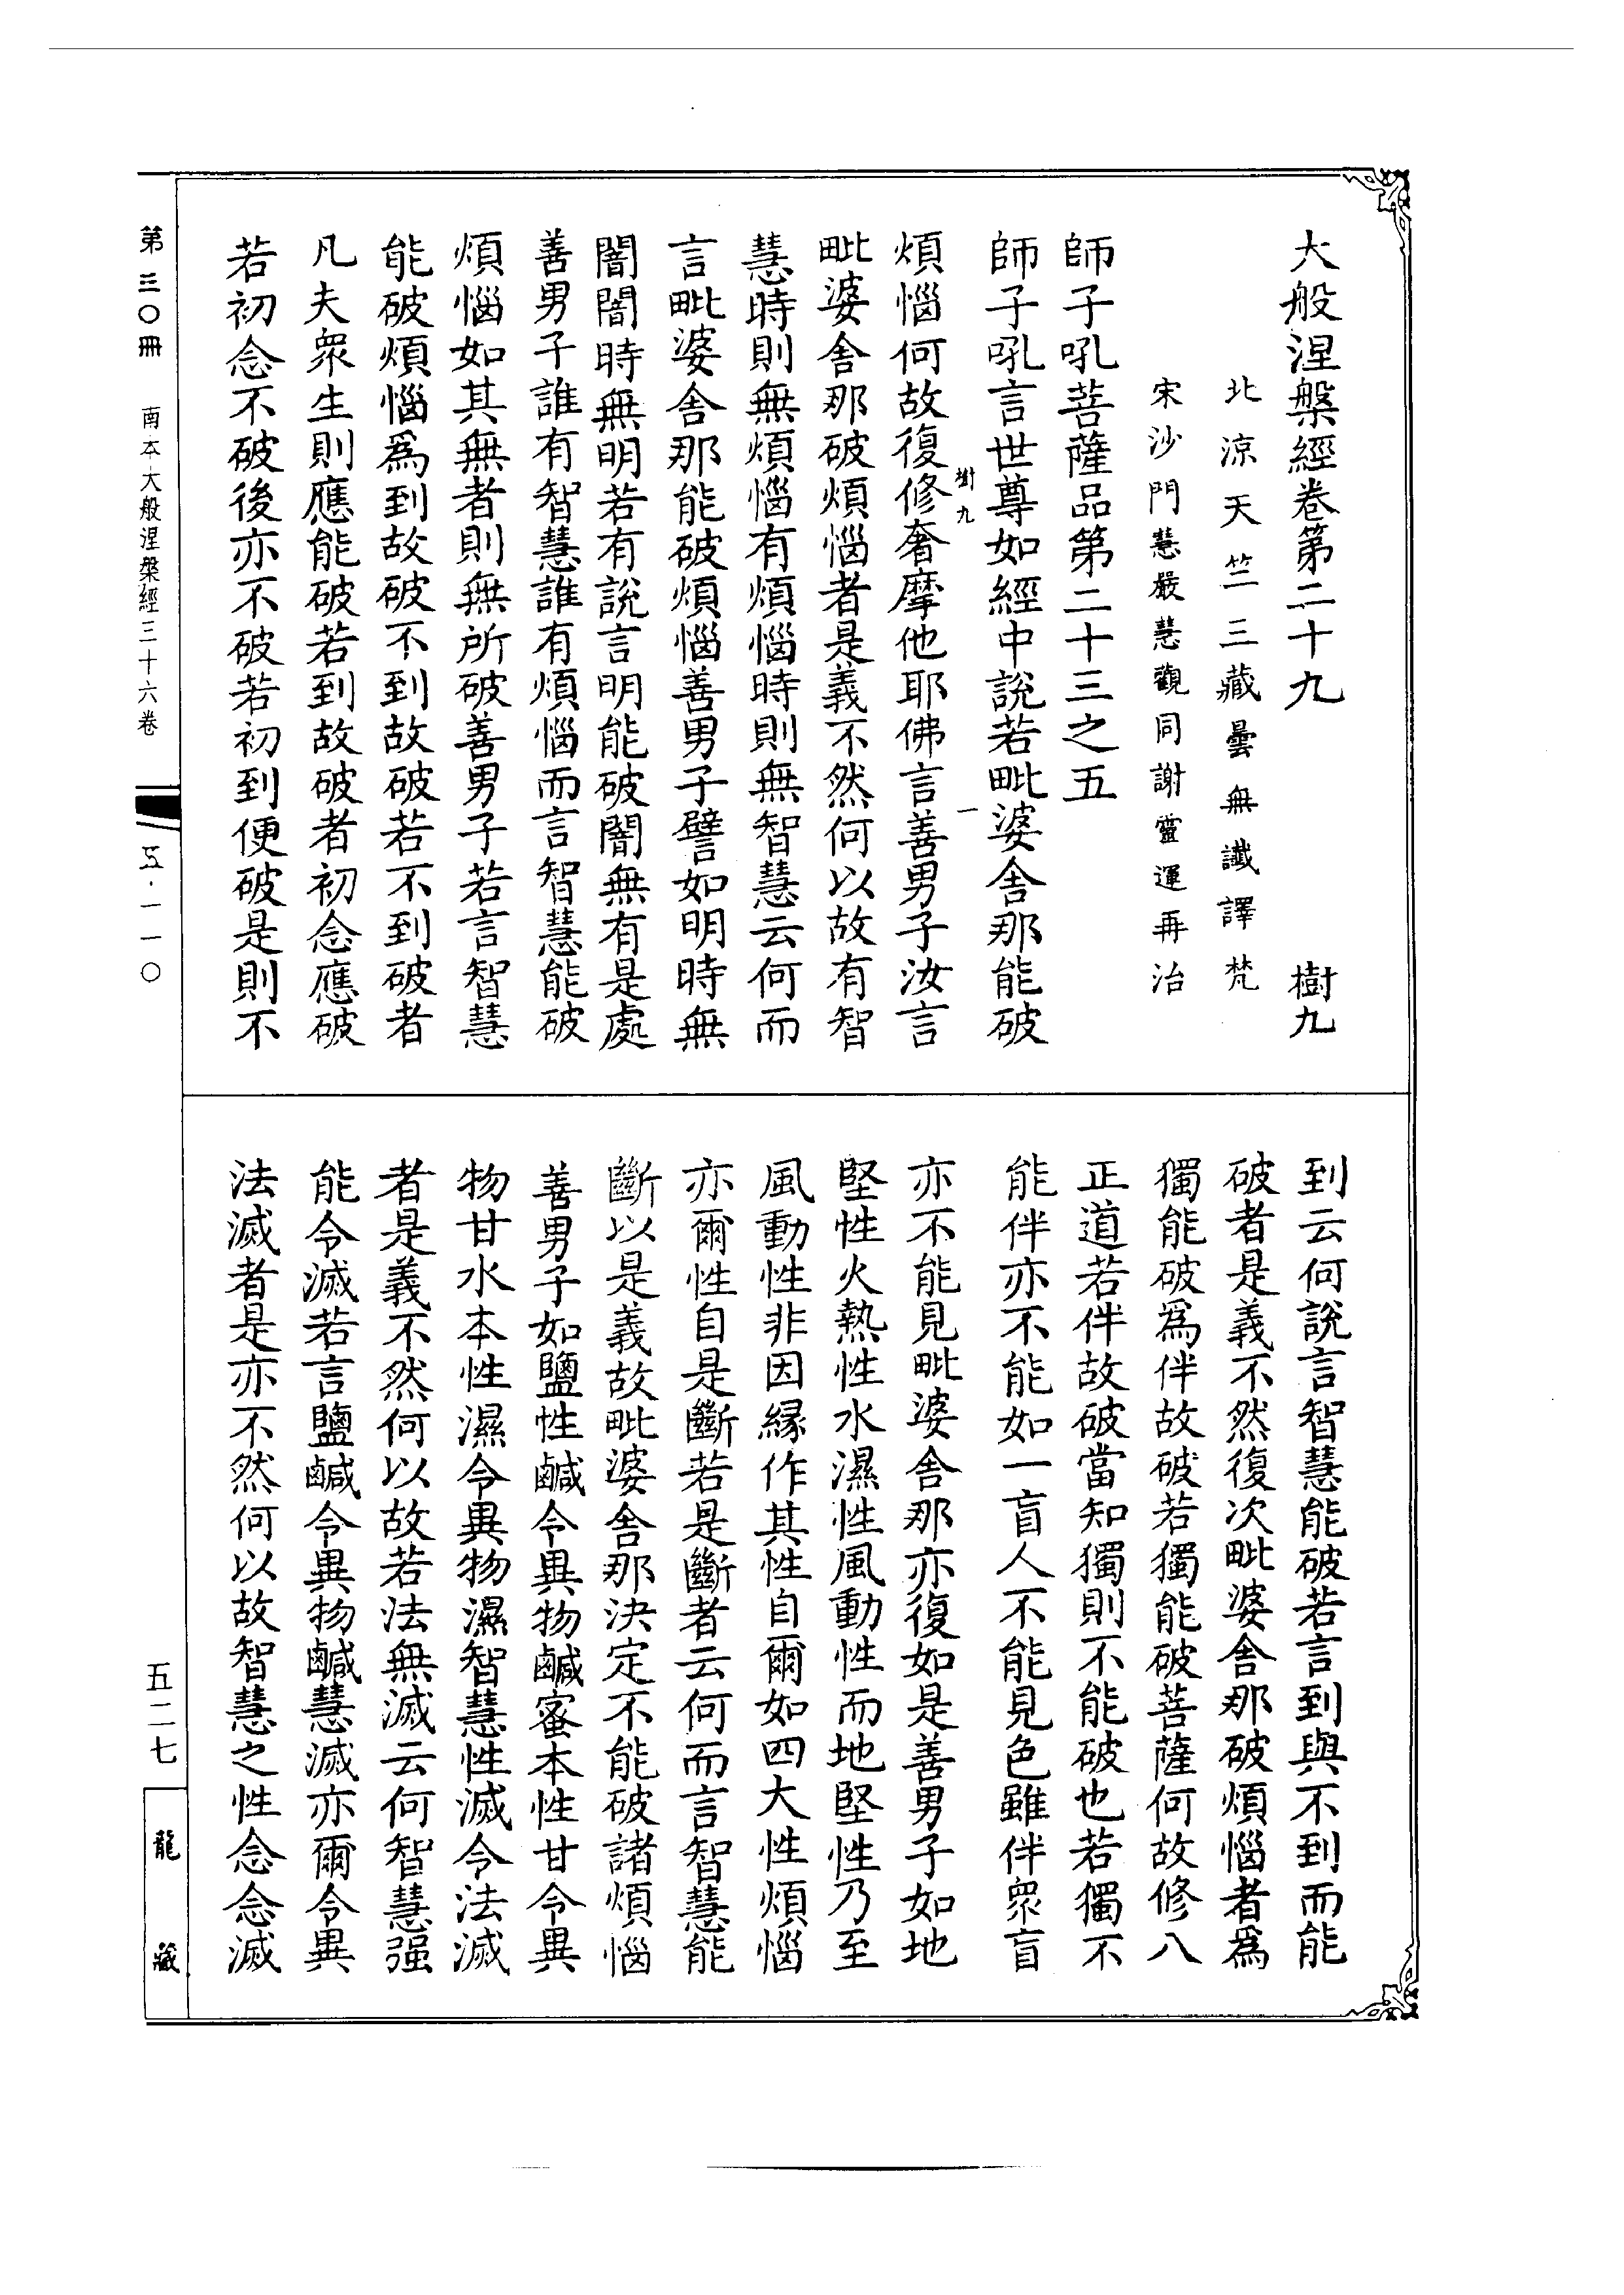 大般涅槃經卷第二十九　樹九
北涼天竺三藏曇無讖譯梵
宋沙門慧嚴慧觀同謝靈運再治
師子吼菩薩品第二十三之五
師子吼言世尊如經中說若毗婆舍那能破
樹九　一
煩惱何故復修奢摩他耶佛言善男子汝言
毗婆舍那破煩惱者是義不然何以故有智
慧時則無煩惱有煩惱時則無智慧云何而
言毗婆舍那能破煩惱善男子譬如明時無
闇闇時無明若有說言明能破闇無有是處
善男子誰有智慧誰有煩惱而言智慧能破
煩惱如其無者則無所破善男子若言智慧
能破煩惱爲到故破不到故破若不到破者
凡夫眾生則應能破若到故破者初念應破
若初念不破後亦不破若初到便破是則不
到云何說言智慧能破若言到與不到而能
破者是義不然復次毗婆舍那破煩惱者爲
獨能破爲伴故破若獨能破菩薩何故修八
正道若伴故破當知獨則不能破也若獨不
能伴亦不能如一盲人不能見色雖伴眾盲
亦不能見毗婆舍那亦復如是善男子如地
堅性火熱性水濕性風動性而地堅性乃至
風動性非因緣作其性自爾如四大性煩惱
亦爾性自是斷若是斷者云何而言智慧能
斷以是義故毗婆舍那決定不能破諸煩惱
善男子如鹽性鹹令異物鹹蜜本性甘令異
物甘水本性濕令異物濕智慧性滅令法滅
者是義不然何以故若法無滅云何智慧强
能令滅若言鹽鹹令異物鹹慧滅亦爾令異
法滅者是亦不然何以故智慧之性念念滅
第三〇冊　南本大般涅槃經三十六卷
五·一一〇
五二七
龍藏